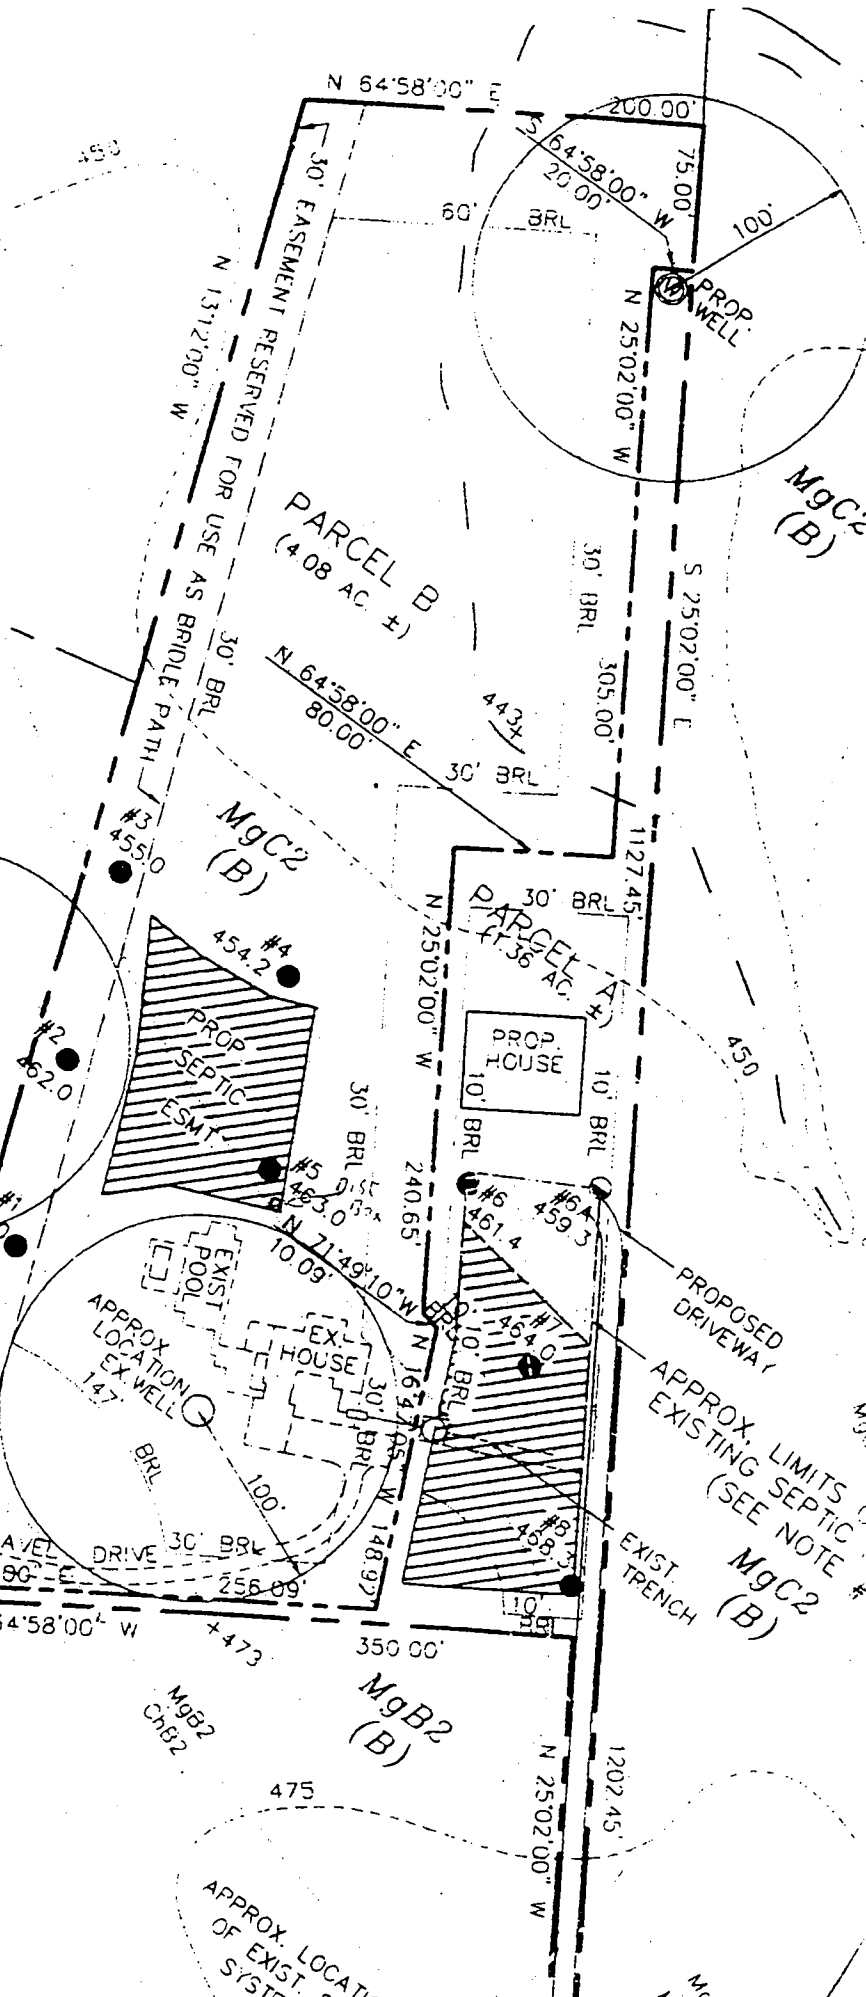 N 64°58'00" E
200.00'
S 64°58'00" W
20.00'
75.00'
100'
450
60' BRL
PROP.
WELL
W
30' EASEMENT RESERVED FOR USE AS BRIDLE PATH
N 13°12'00" W
N 25°02'00" W
MgC2
(B)
PARCEL B
(4.08 AC. ±)
30' BRL
305.00'
S 25°02'00" E
30' BRL
N 64°58'00" E
80.00'
443x
30' BRL
#3
455.0
MgC2
(B)
1127.45'
30' BRL
PARCEL A
AC. ±)
#4
454.2
N 25°02'00" W
PROP.
HOUSE
450
#2
462.0
PROP
SEPTIC
ESMT.
10' BRL
10' BRL
30' BRL
#5
463.0
240.65'
#6
461.4
#6A
459.3
#1
N 71°49'10" W
10.09'
EXIST
POOL
PROPOSED
DRIVEWAY
APPROX.
LOCATION
EX.WELL
147'
EX.
HOUSE
#7
464.0
10' BRL
30' BRL
APPROX. LIMITS
EXISTING SEPTIC
(SEE NOTE #
BRL
100'
148.97'
#8
468.3
EXIST.
TRENCH
MgC2
(B)
DRIVE
30' BRL
256.09'
10'
BRL
W
x473
350.00'
MgB2
(B)
MgB2
ChB2
475
N 25°02'00" W
1202.45'
APPROX. LOCATI
OF EXIST.
SYSTE